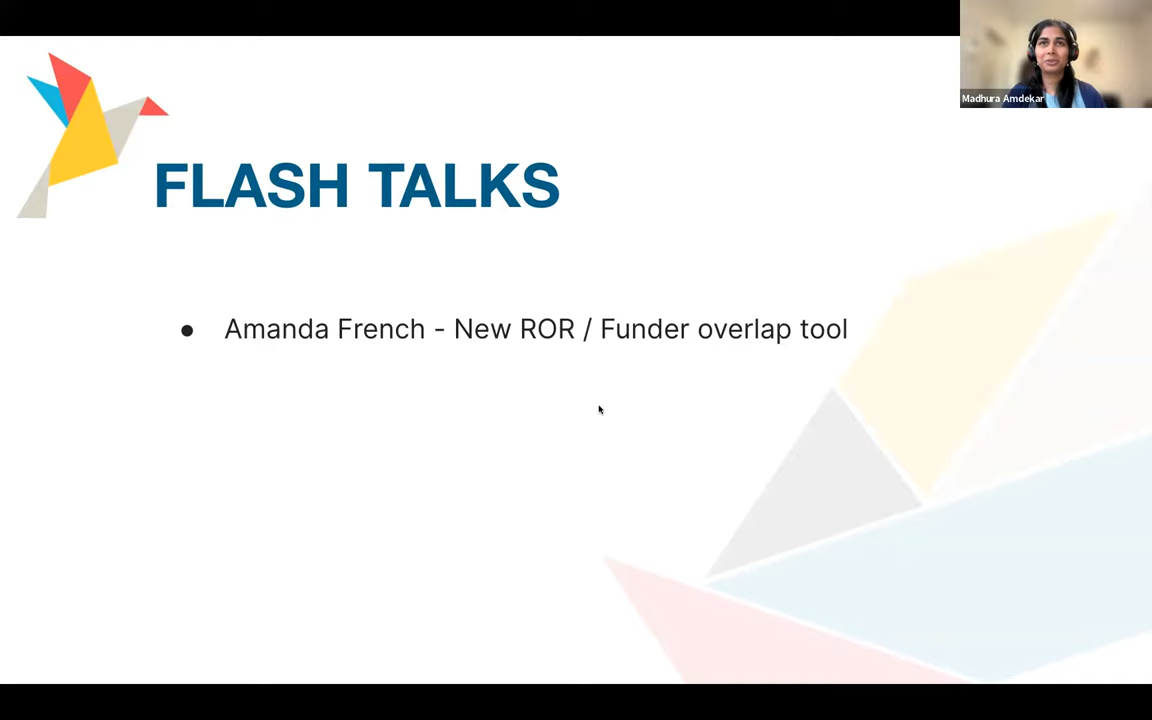 Madhura Amdekar
FLASH TALKS
● Amanda French - New ROR / Funder overlap tool